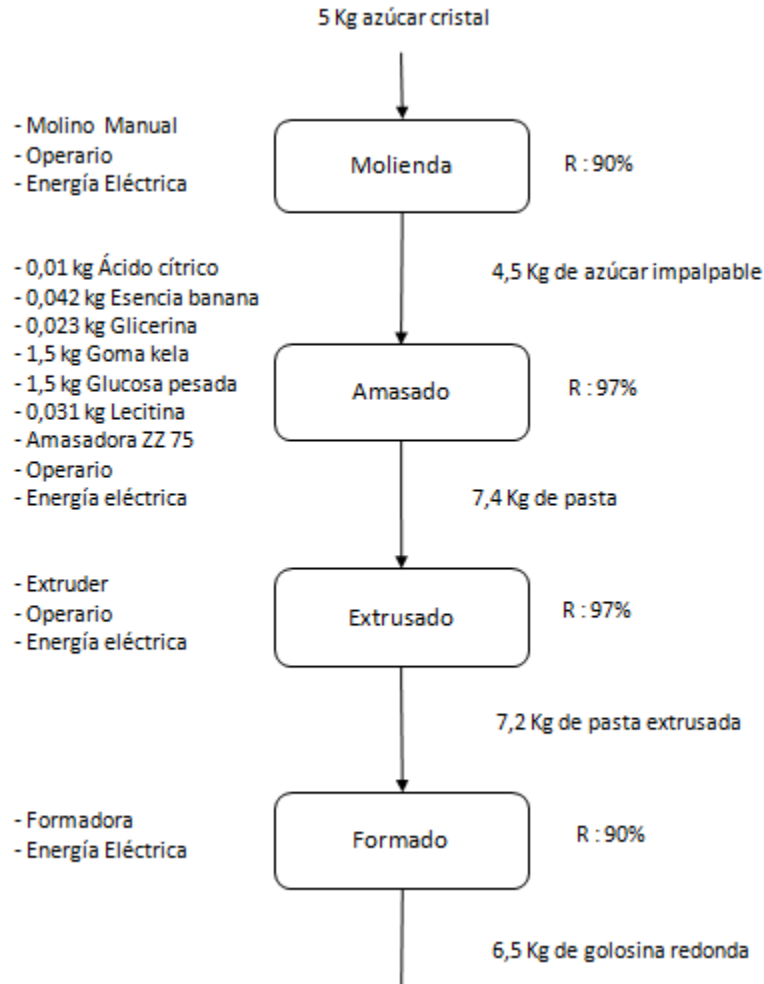 5 Kg azúcar cristal
- Molino Manual
- Operario
- Energía Eléctrica
Molienda
R : 90%
4,5 Kg de azúcar impalpable
- 0,01 kg Ácido cítrico
- 0,042 kg Esencia banana
- 0,023 kg Glicerina
- 1,5 kg Goma kela
- 1,5 kg Glucosa pesada
- 0,031 kg Lecitina
- Amasadora ZZ 75
- Operario
- Energía eléctrica
Amasado
R : 97%
7,4 Kg de pasta
- Extruder
- Operario
- Energía eléctrica
Extrusado
R : 97%
7,2 Kg de pasta extrusada
- Formadora
- Energía Eléctrica
Formado
R : 90%
6,5 Kg de golosina redonda